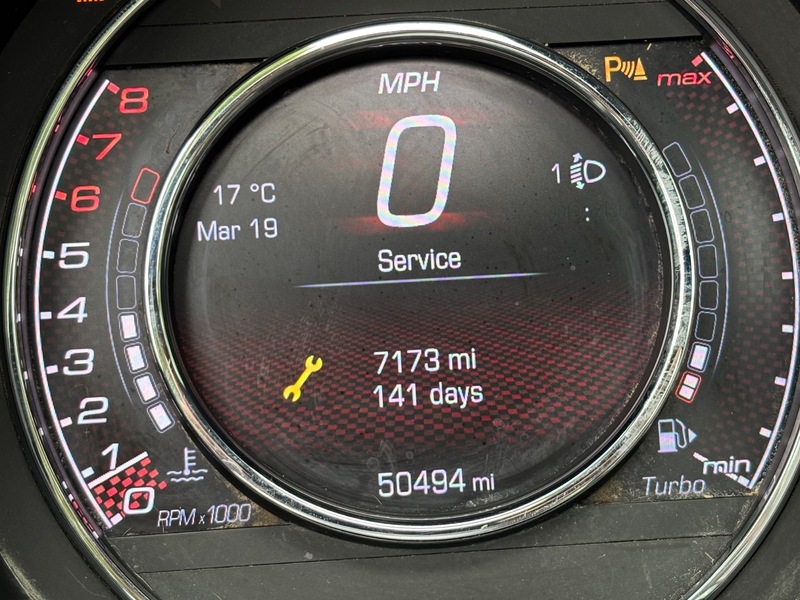 MPH
0
17 °C
Mar 19
1
Service
7173 mi
141 days
50494 mi
8
7
6
5
4
3
2
1
0
RPM x 1000
P
max
min
Turbo